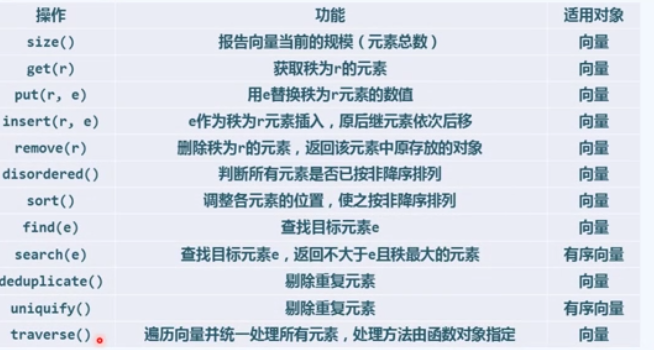 操作 功能 适用对象
size() 报告向量当前的规模（元素总数） 向量
get(r) 获取秩为r的元素 向量
put(r, e) 用e替换秩为r元素的数值 向量
insert(r, e) e作为秩为r元素插入，原后继元素依次后移 向量
remove(r) 删除秩为r的元素，返回该元素中原存放的对象 向量
disordered() 判断所有元素是否已按非降序排列 向量
sort() 调整各元素的位置，使之按非降序排列 向量
find(e) 查找目标元素e 向量
search(e) 查找目标元素e，返回不大于e且秩最大的元素 有序向量
deduplicate() 剔除重复元素 向量
uniquify() 剔除重复元素 有序向量
traverse() 遍历向量并统一处理所有元素，处理方法由函数对象指定 向量